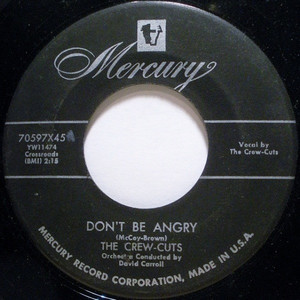 Mercury
70597X45
YW11474
Crossroads
(BMI) 2:18
Vocal by
The Crew-Cuts
DON'T BE ANGRY
(McCoy-Brown)
THE CREW-CUTS
Orchestra Conducted by
David Carroll
MERCURY RECORD CORPORATION, MADE IN U.S.A.